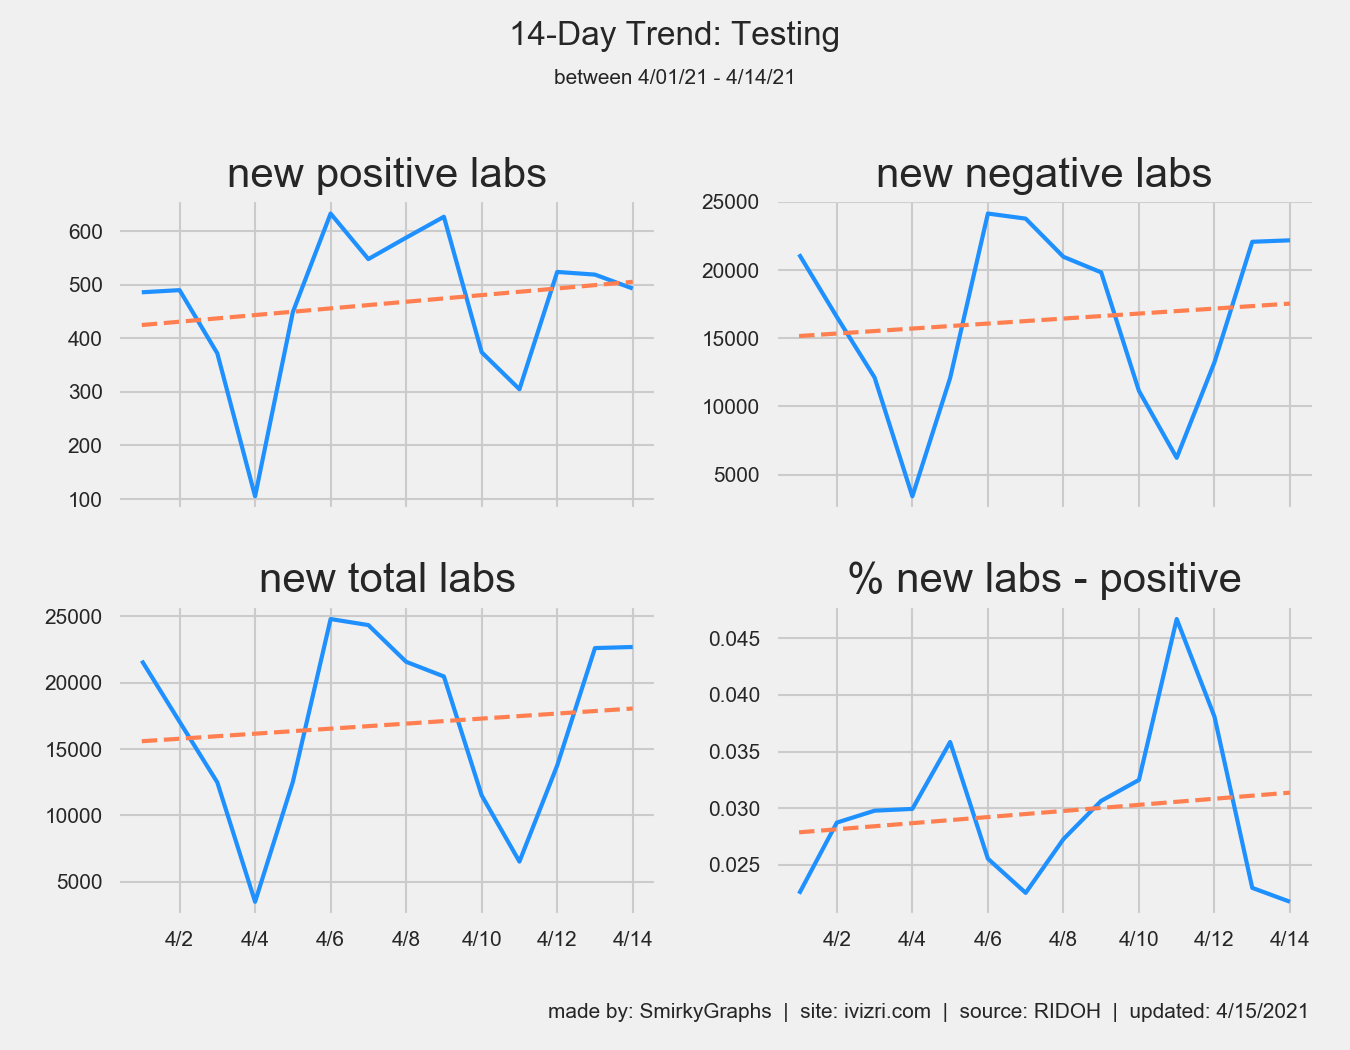 14-Day Trend: Testing
between 4/01/21 - 4/14/21
new positive labs
600
500
400
300
200
100
new negative labs
25000
20000
15000
10000
5000
new total labs
25000
20000
15000
10000
5000
4/2 4/4 4/6 4/8 4/10 4/12 4/14
% new labs - positive
0.045
0.040
0.035
0.030
0.025
4/2 4/4 4/6 4/8 4/10 4/12 4/14
made by: SmirkyGraphs | site: ivizri.com | source: RIDOH | updated: 4/15/2021